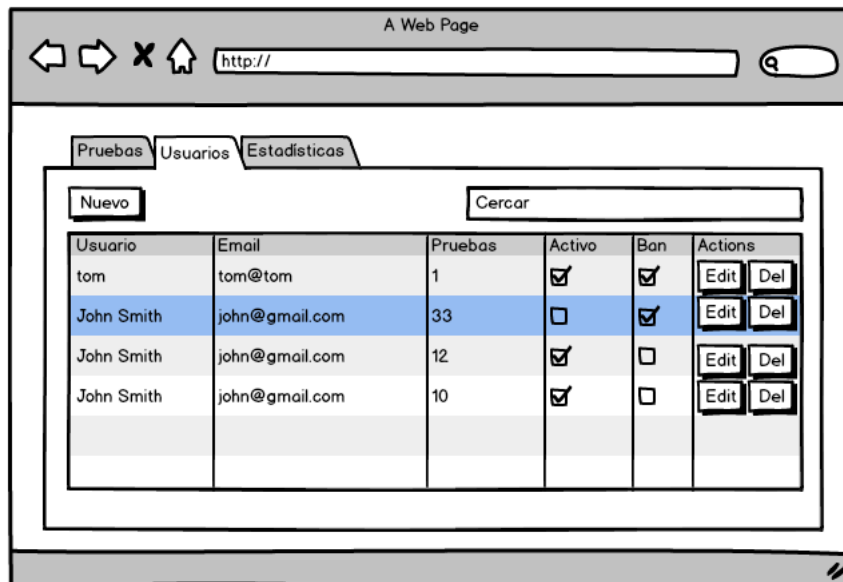 A Web Page
http://
Pruebas Usuarios Estadísticas
Nuevo Cercar
Usuario Email Pruebas Activo Ban Actions
tom tom@tom 1 Edit Del
John Smith john@gmail.com 33 Edit Del
John Smith john@gmail.com 12 Edit Del
John Smith john@gmail.com 10 Edit Del